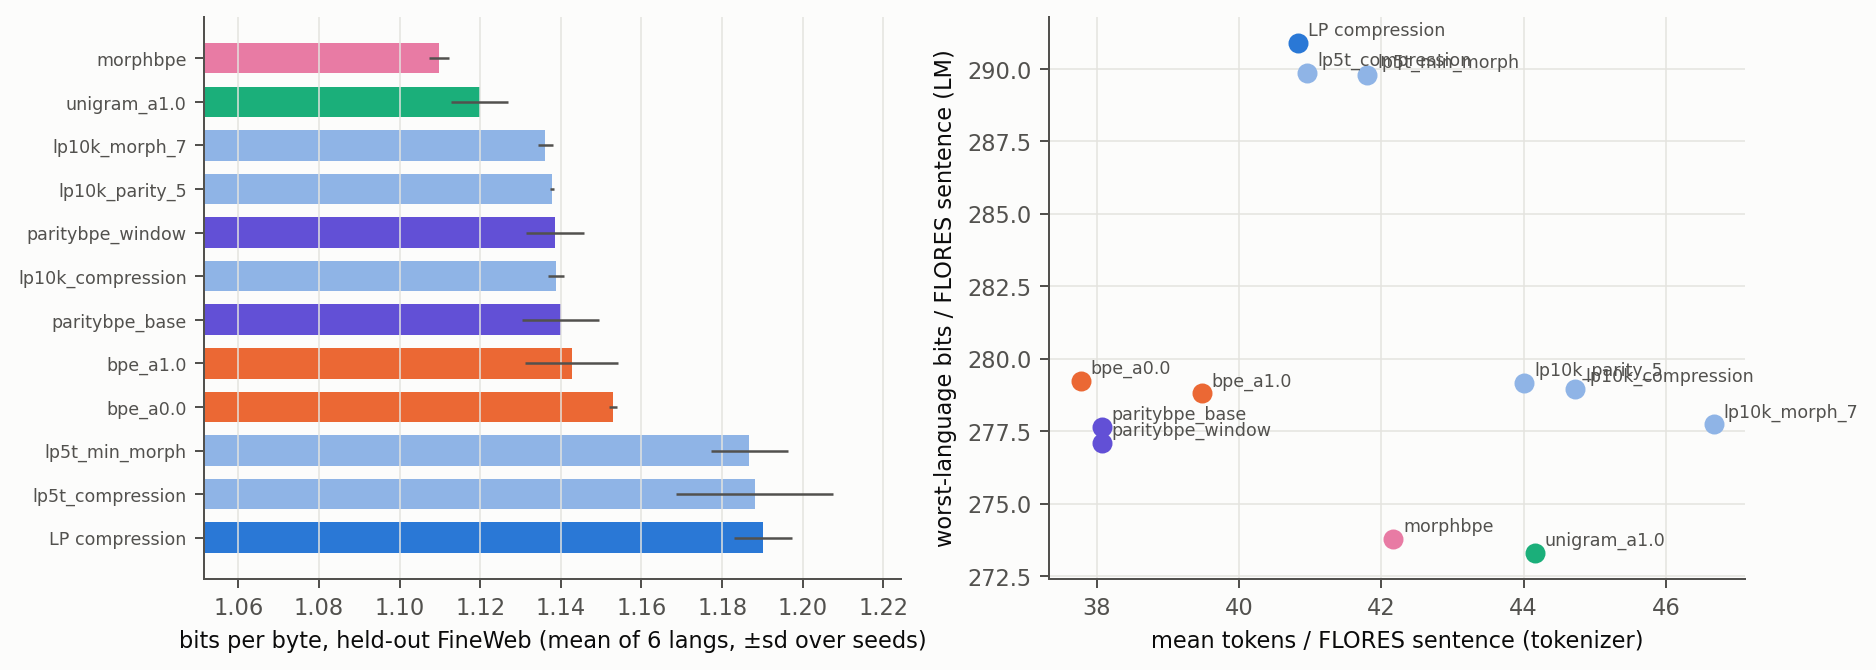 morphbpe
unigram_a1.0
lp10k_morph_7
lp10k_parity_5
paritybpe_window
lp10k_compression
paritybpe_base
bpe_a1.0
bpe_a0.0
lp5t_min_morph
lp5t_compression
LP compression
1.06 1.08 1.10 1.12 1.14 1.16 1.18 1.20 1.22
bits per byte, held-out FineWeb (mean of 6 langs, ±sd over seeds)
worst-language bits / FLORES sentence (LM)
290.0
287.5
285.0
282.5
280.0
277.5
275.0
272.5
LP compression
lp5t_compression
lp5t_min_morph
bpe_a0.0
bpe_a1.0
lp10k_parity_5
lp10k_compression
lp10k_morph_7
paritybpe_base
paritybpe_window
morphbpe
unigram_a1.0
38 40 42 44 46
mean tokens / FLORES sentence (tokenizer)